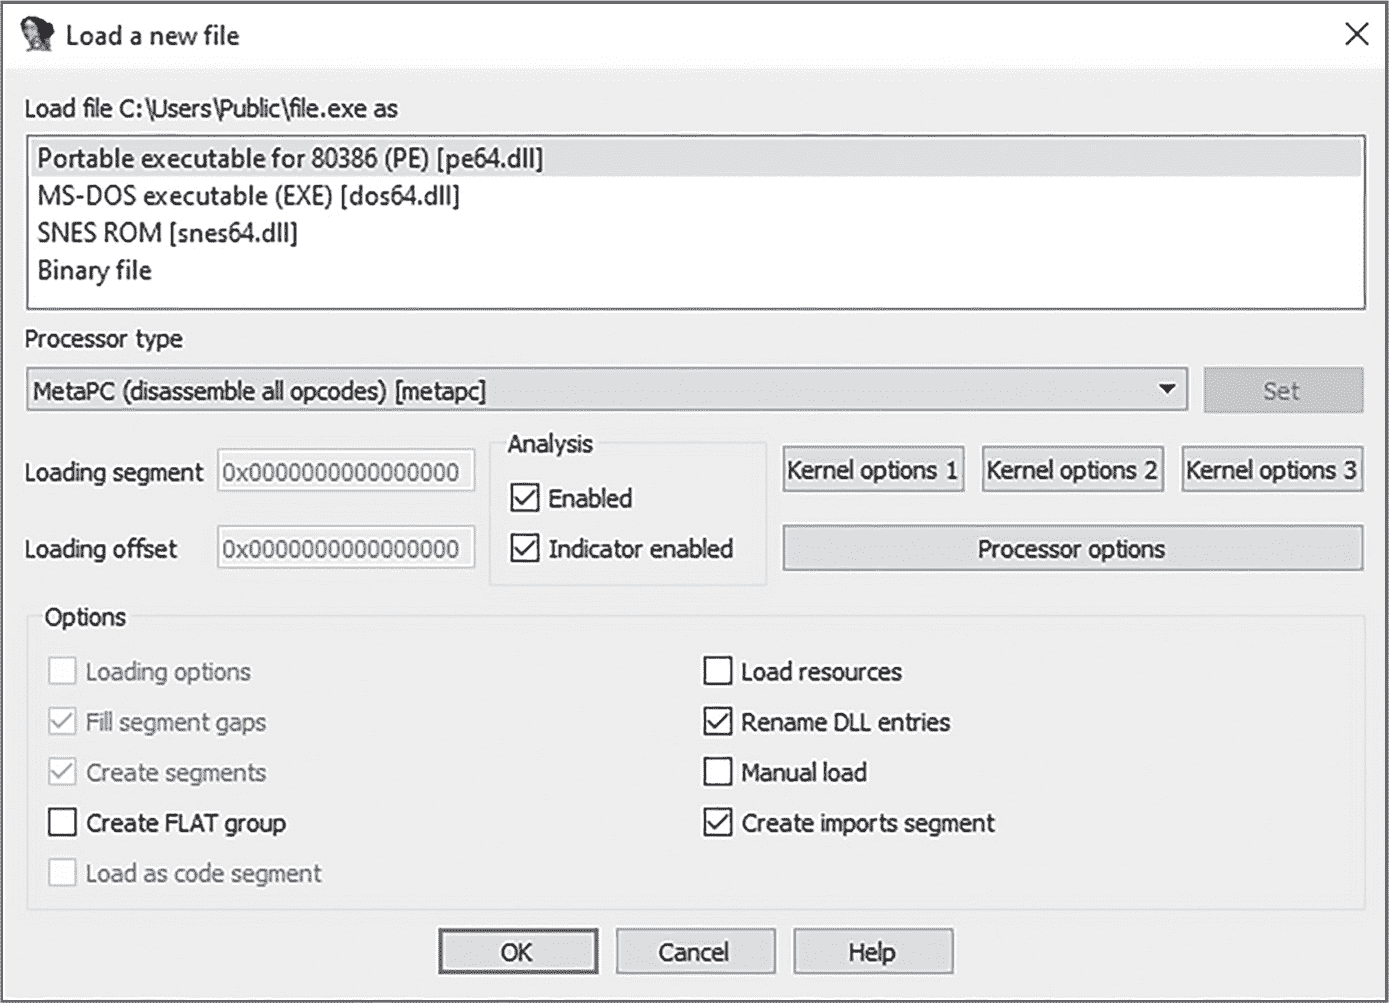 Load a new file
Load file C:\Users\Public\file.exe as
Portable executable for 80386 (PE) [pe64.dll]
MS-DOS executable (EXE) [dos64.dll]
SNES ROM [snes64.dll]
Binary file
Processor type
MetaPC (disassemble all opcodes) [metapc]
Set
Loading segment
0x0000000000000000
Loading offset
0x0000000000000000
Analysis
Enabled
Indicator enabled
Kernel options 1
Kernel options 2
Kernel options 3
Processor options
Options
Loading options
Fill segment gaps
Create segments
Create FLAT group
Load as code segment
Load resources
Rename DLL entries
Manual load
Create imports segment
OK
Cancel
Help